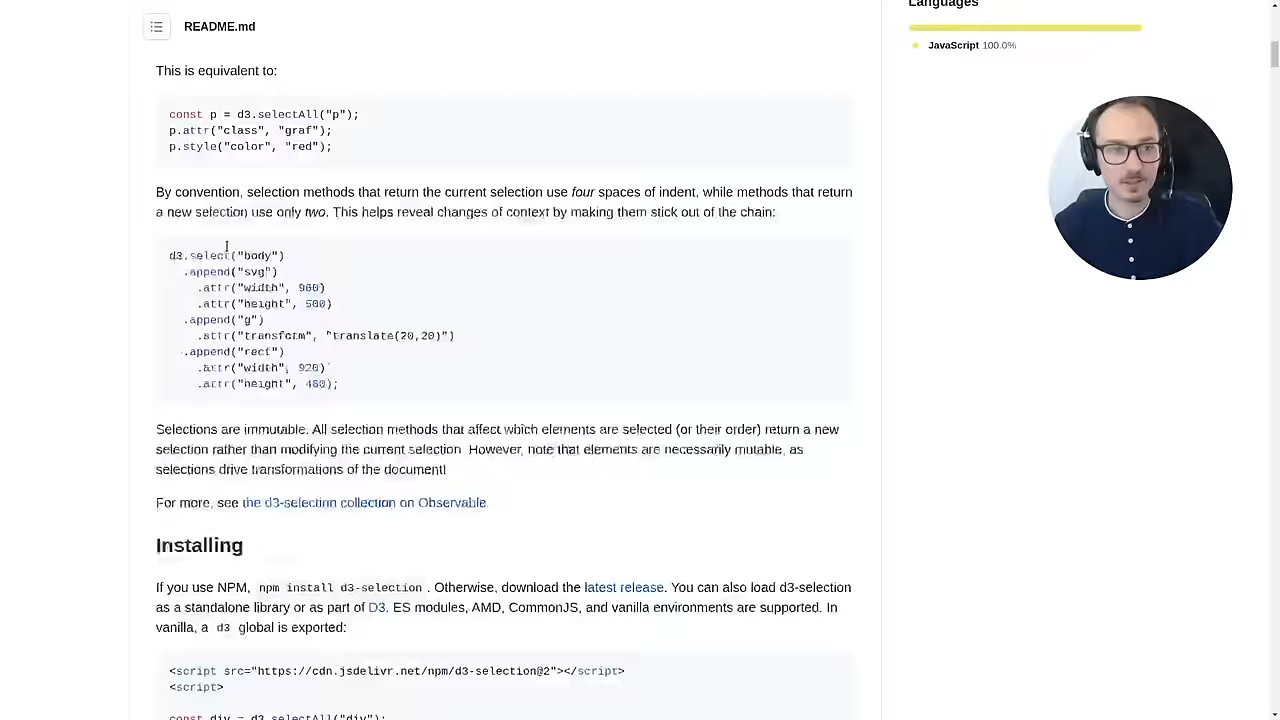 Languages
README.md
JavaScript 100.0%
This is equivalent to:
const p = d3.selectAll("p");
p.attr("class", "graf");
p.style("color", "red");
By convention, selection methods that return the current selection use four spaces of indent, while methods that return
a new selection use only two. This helps reveal changes of context by making them stick out of the chain:
d3.select("body")
.append("svg")
.attr("width", 960)
.attr("height", 500)
.append("g")
.attr("transform", "translate(20,20)")
.append("rect")
.attr("width", 920)
.attr("height", 460);
Selections are immutable. All selection methods that affect which elements are selected (or their order) return a new
selection rather than modifying the current selection. However, note that elements are necessarily mutable, as
selections drive transformations of the document!
For more, see the d3-selection collection on Observable
Installing
If you use NPM, npm install d3-selection. Otherwise, download the latest release. You can also load d3-selection
as a standalone library or as part of D3. ES modules, AMD, CommonJS, and vanilla environments are supported. In
vanilla, a d3 global is exported:
<script src="https://cdn.jsdelivr.net/npm/d3-selection@2"></script>
<script>
const div = d3.selectAll("div");